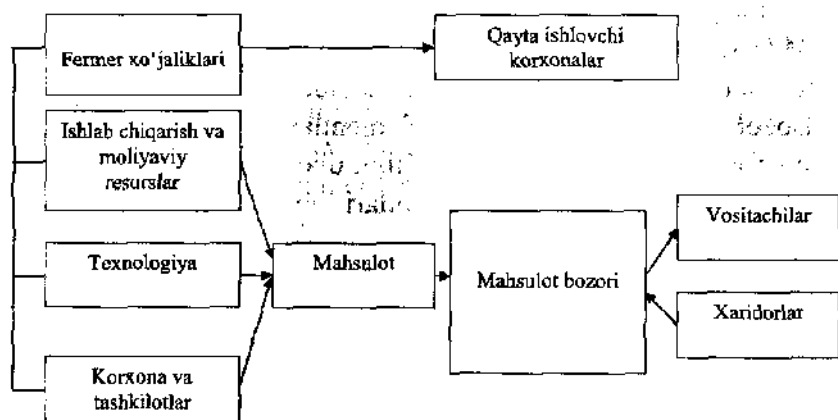 Fermer xo'jaliklari
Qayta ishlovchi
korxonalar
Ishlab chiqarish va
moliyaviy
resurslar
Texnologiya
Mahsulot
Mahsulot bozori
Vositachilar
Xaridorlar
Korxona va
tashkilotlar